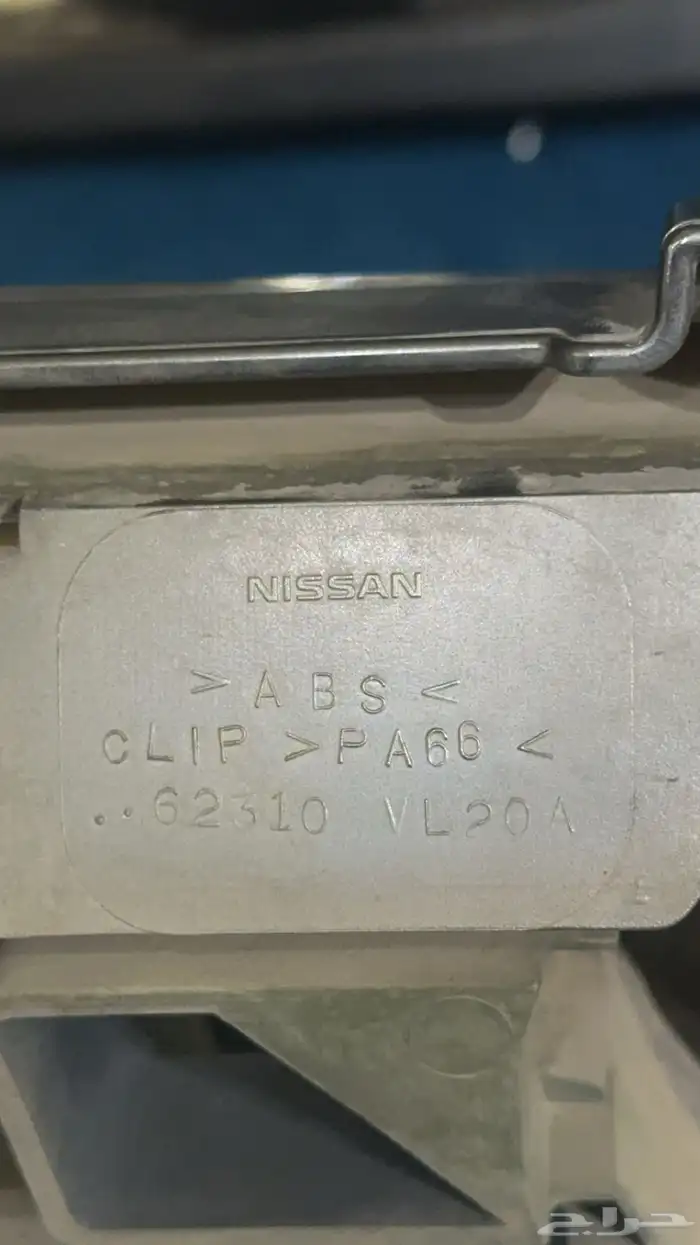 NISSAN
> ABS <
CLIP >PA66 <
..62310 VL20A
حراج